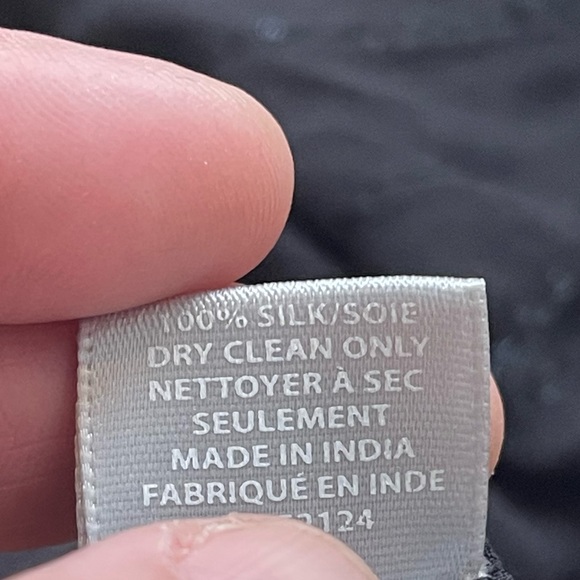 100% SILK/SOIE
DRY CLEAN ONLY
NETTOYER À SEC
SEULEMENT
MADE IN INDIA
FABRIQUÉ EN INDE